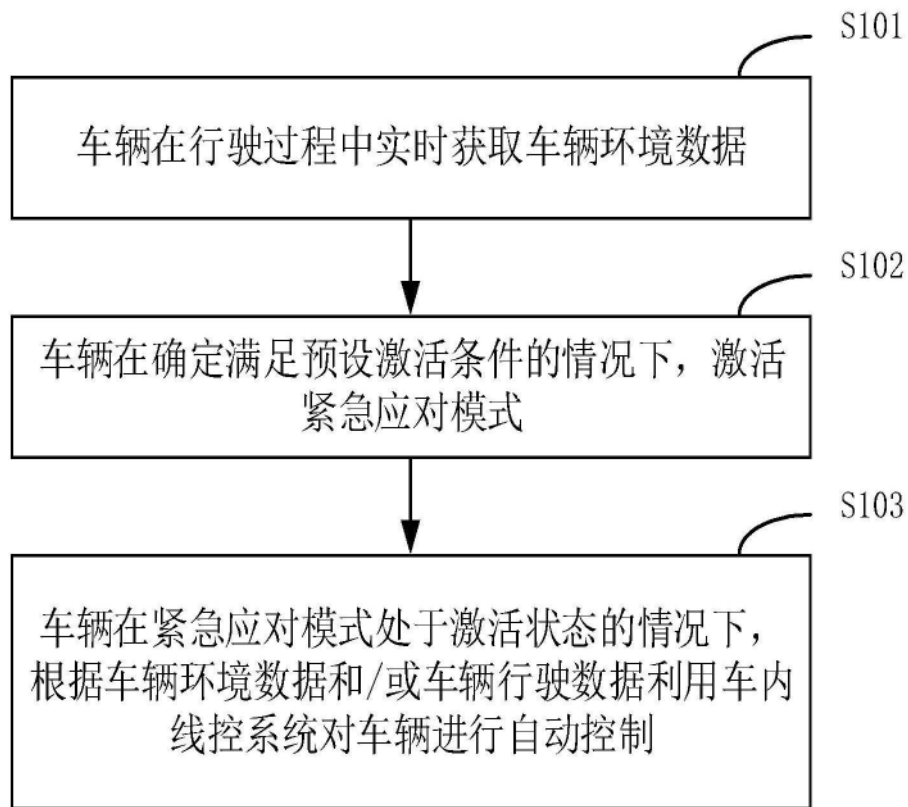 S101
车辆在行驶过程中实时获取车辆环境数据
S102
车辆在确定满足预设激活条件的情况下，激活
紧急应对模式
S103
车辆在紧急应对模式处于激活状态的情况下，
根据车辆环境数据和/或车辆行驶数据利用车内
线控系统对车辆进行自动控制